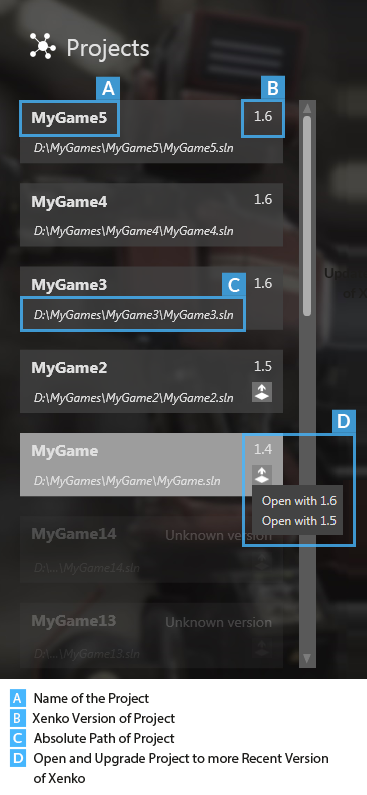 Projects
A
B
MyGame5 1.6
D:\MyGames\MyGame5\MyGame5.sln
MyGame4 1.6
D:\MyGames\MyGame4\MyGame4.sln
MyGame3 1.6
C
D:\MyGames\MyGame3\MyGame3.sln
MyGame2 1.5
D:\MyGames\MyGame2\MyGame2.sln
D
MyGame 1.4
D:\MyGames\MyGame\MyGame.sln
Open with 1.6
Open with 1.5
MyGame14 Unknown version
D:\...\MyGame14.sln
MyGame13 Unknown version
D:\...\MyGame13.sln
A Name of the Project
B Xenko Version of Project
C Absolute Path of Project
D Open and Upgrade Project to more Recent Version
of Xenko